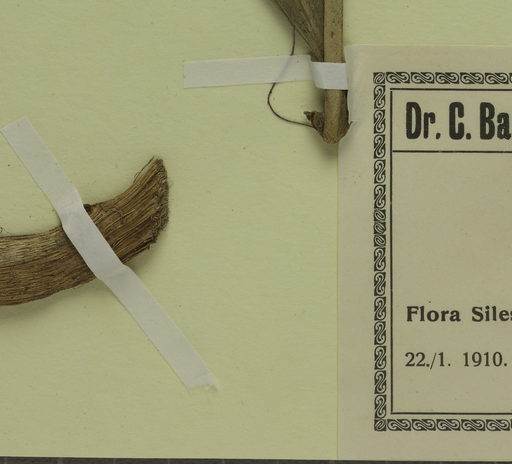 Dr. C. Ba
Flora Siles
22./1. 1910.